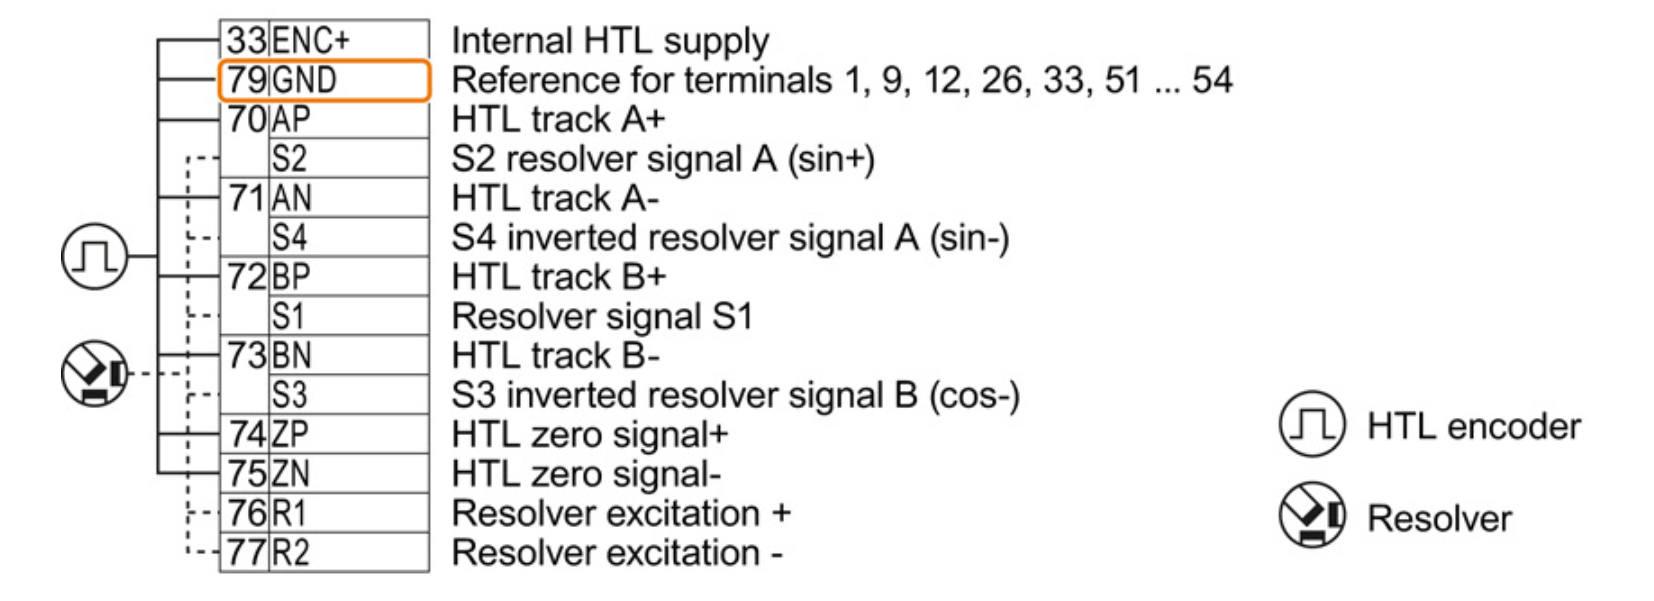 33 ENC+ Internal HTL supply
79 GND Reference for terminals 1, 9, 12, 26, 33, 51 ... 54
70 AP HTL track A+
S2 S2 resolver signal A (sin+)
71 AN HTL track A-
S4 S4 inverted resolver signal A (sin-)
72 BP HTL track B+
S1 Resolver signal S1
73 BN HTL track B-
S3 S3 inverted resolver signal B (cos-)
74 ZP HTL zero signal+
75 ZN HTL zero signal-
76 R1 Resolver excitation +
77 R2 Resolver excitation -
HTL encoder
Resolver